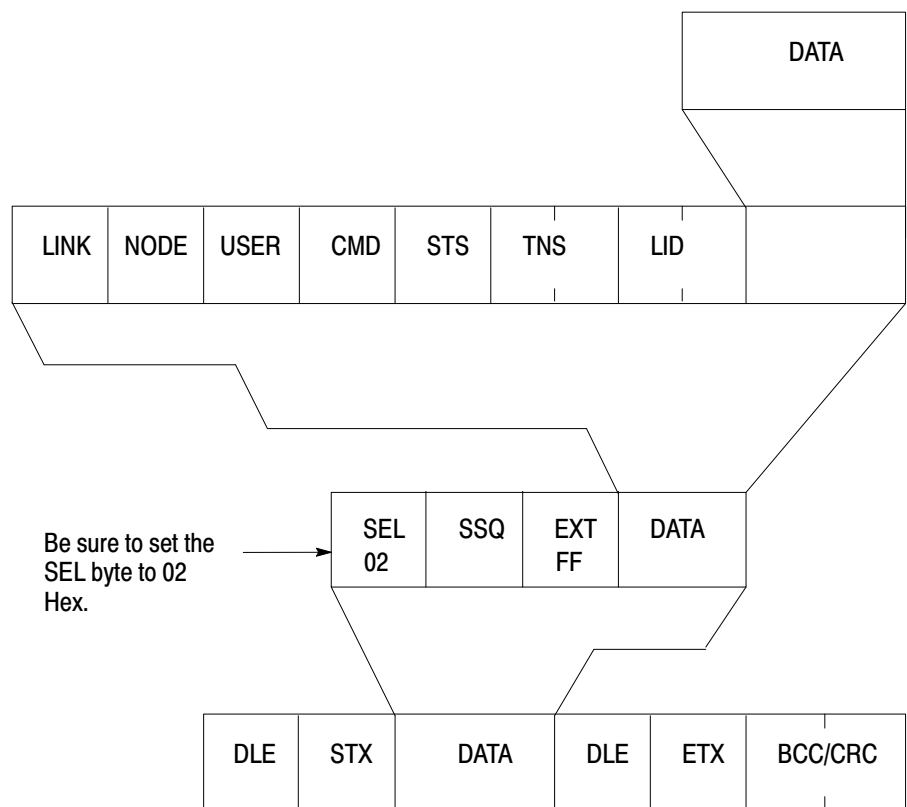 DATA
LINK NODE USER CMD STS TNS LID
SEL 02 SSQ EXT FF DATA
Be sure to set the
SEL byte to 02
Hex.
DLE STX DATA DLE ETX BCC/CRC